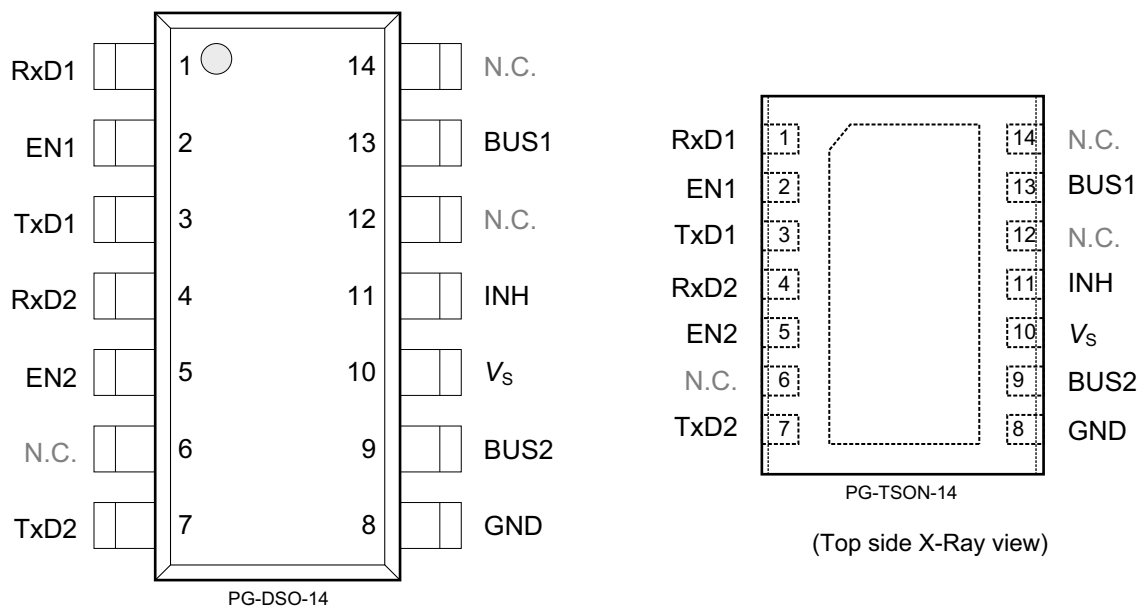 RxD1 1 14 N.C.
EN1 2 13 BUS1
TxD1 3 12 N.C.
RxD2 4 11 INH
EN2 5 10 VS
N.C. 6 9 BUS2
TxD2 7 8 GND
PG-DSO-14
RxD1 1 14 N.C.
EN1 2 13 BUS1
TxD1 3 12 N.C.
RxD2 4 11 INH
EN2 5 10 VS
N.C. 6 9 BUS2
TxD2 7 8 GND
PG-TSON-14
(Top side X-Ray view)